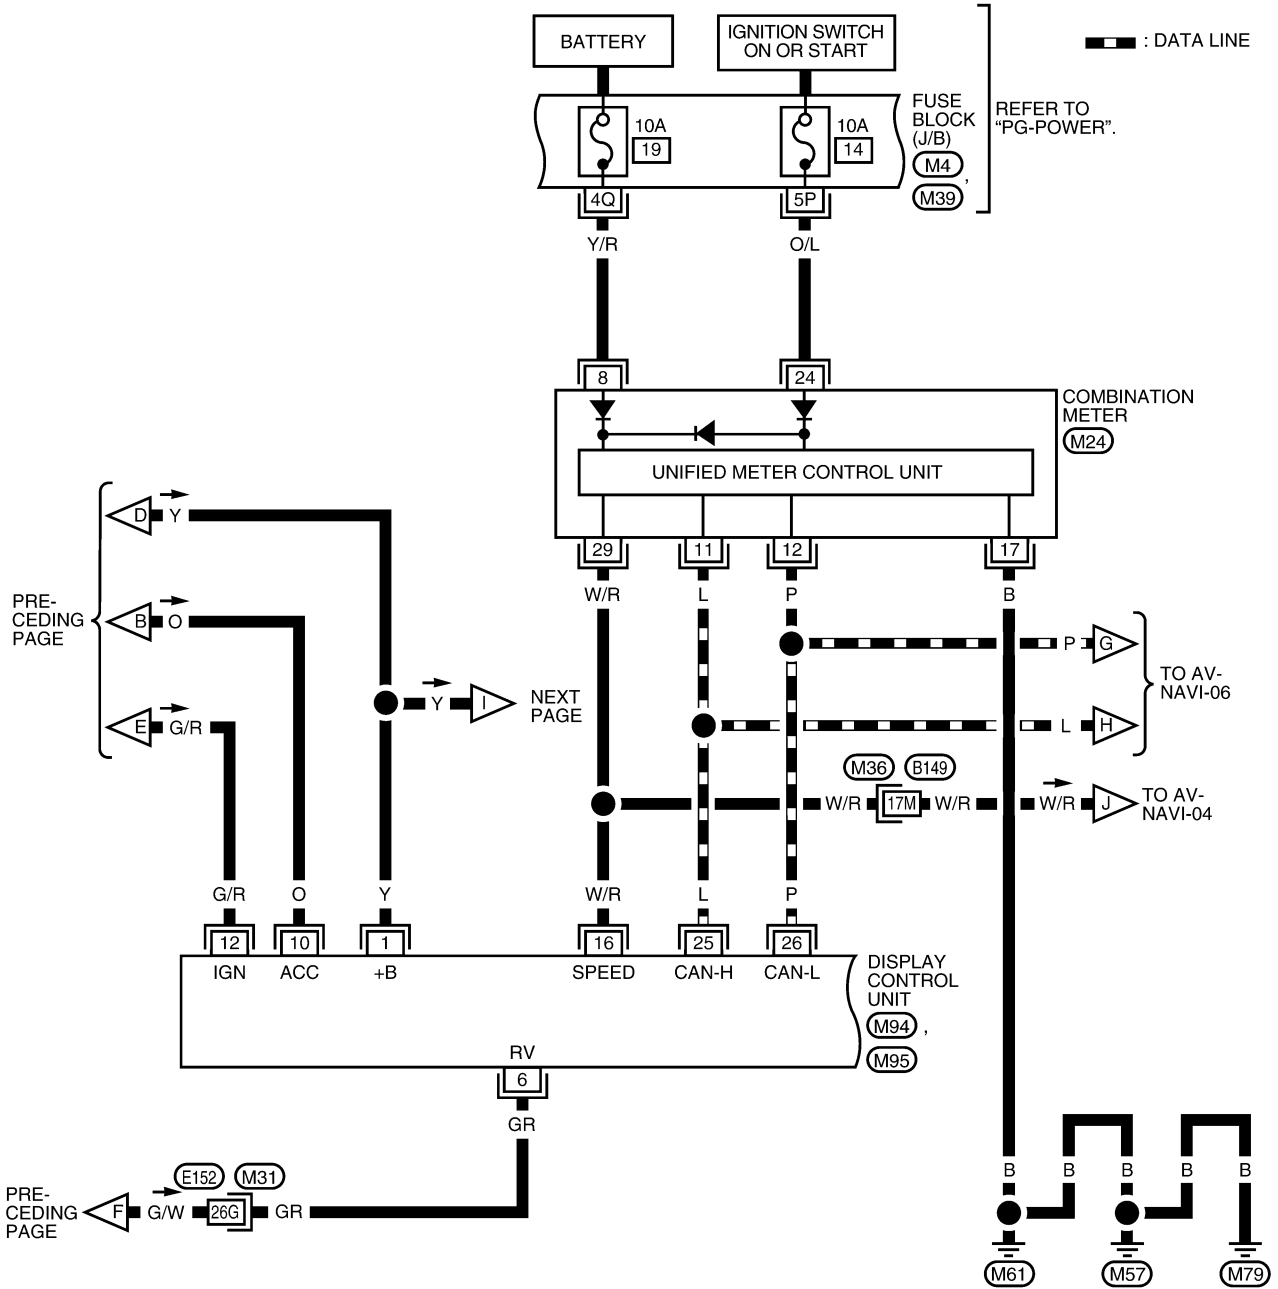 BATTERY
IGNITION SWITCH
ON OR START
: DATA LINE
10A
19
10A
14
FUSE
BLOCK
(J/B)
M4 ,
M39
REFER TO
“PG-POWER”.
4Q
5P
Y/R
O/L
8
24
COMBINATION
METER
M24
UNIFIED METER CONTROL UNIT
29
11
12
17
W/R
L
P
B
PRE-
CEDING
PAGE
D
Y
B
O
E
G/R
Y
I
NEXT
PAGE
P
G
L
H
TO AV-
NAVI-06
M36
B149
W/R
17M
W/R
W/R
J
TO AV-
NAVI-04
G/R
O
Y
W/R
L
P
12
10
1
16
25
26
IGN
ACC
+B
SPEED
CAN-H
CAN-L
DISPLAY
CONTROL
UNIT
M94 ,
M95
RV
6
GR
E152
M31
PRE-
CEDING
PAGE
F
G/W
26G
GR
B
B
B
B
B
M61
M57
M79